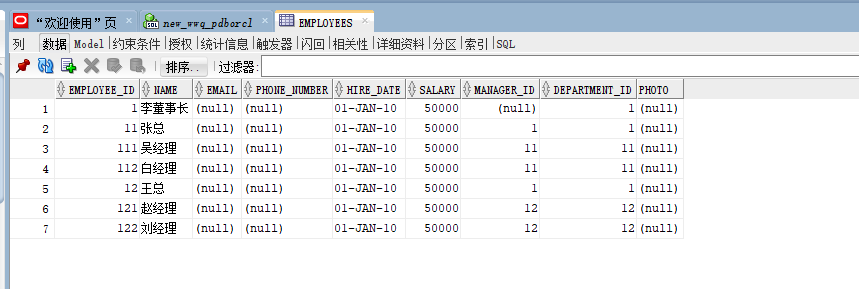 “欢迎使用”页 new_wwq_pdborcl EMPLOYEES
列 数据 Model 约束条件 授权 统计信息 触发器 闪回 相关性 详细资料 分区 索引 SQL
排序.. 过滤器:
EMPLOYEE_ID NAME EMAIL PHONE_NUMBER HIRE_DATE SALARY MANAGER_ID DEPARTMENT_ID PHOTO
1 1 李董事长 (null) (null) 01-JAN-10 50000 (null) 1 (null)
2 11 张总 (null) (null) 01-JAN-10 50000 1 1 (null)
3 111 吴经理 (null) (null) 01-JAN-10 50000 11 11 (null)
4 112 白经理 (null) (null) 01-JAN-10 50000 11 11 (null)
5 12 王总 (null) (null) 01-JAN-10 50000 1 1 (null)
6 121 赵经理 (null) (null) 01-JAN-10 50000 12 12 (null)
7 122 刘经理 (null) (null) 01-JAN-10 50000 12 12 (null)